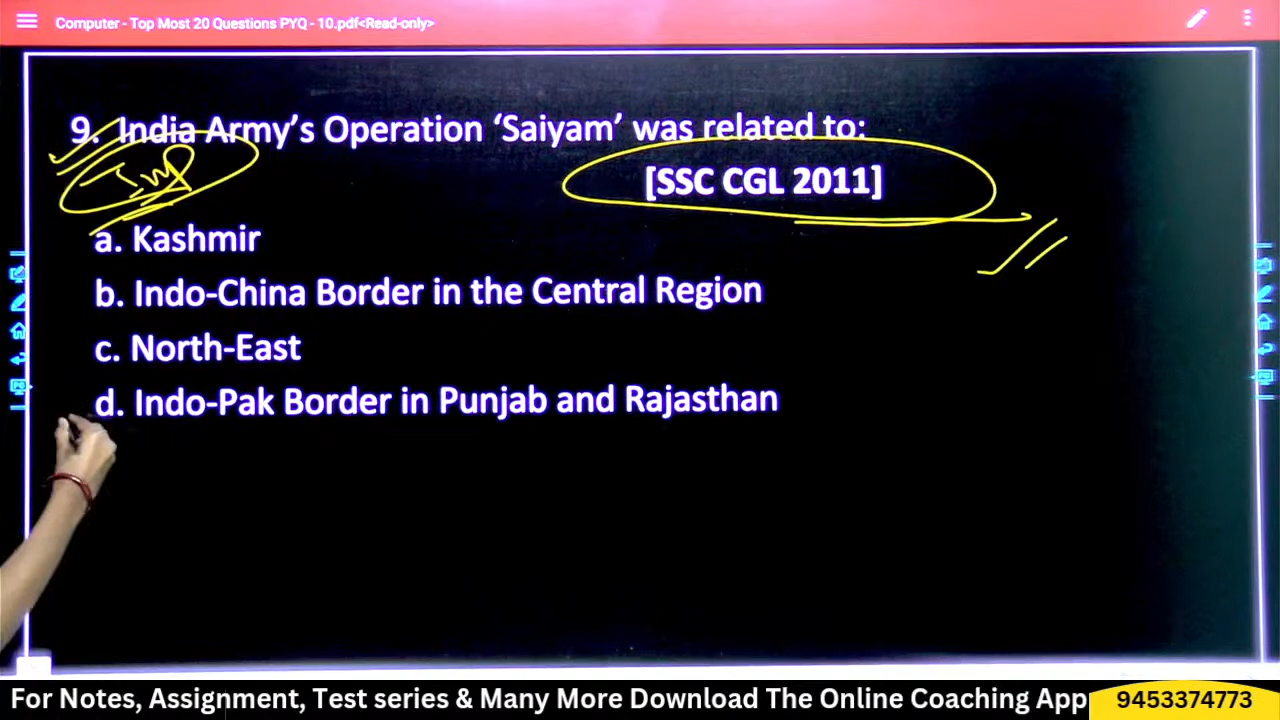 Computer - Top Most 20 Questions PYQ - 10.pdf<Read-only>
9. India Army's Operation 'Saiyam' was related to:
[SSC CGL 2011]
Imp
a. Kashmir
b. Indo-China Border in the Central Region
c. North-East
d. Indo-Pak Border in Punjab and Rajasthan
For Notes, Assignment, Test series & Many More Download The Online Coaching App 9453374773